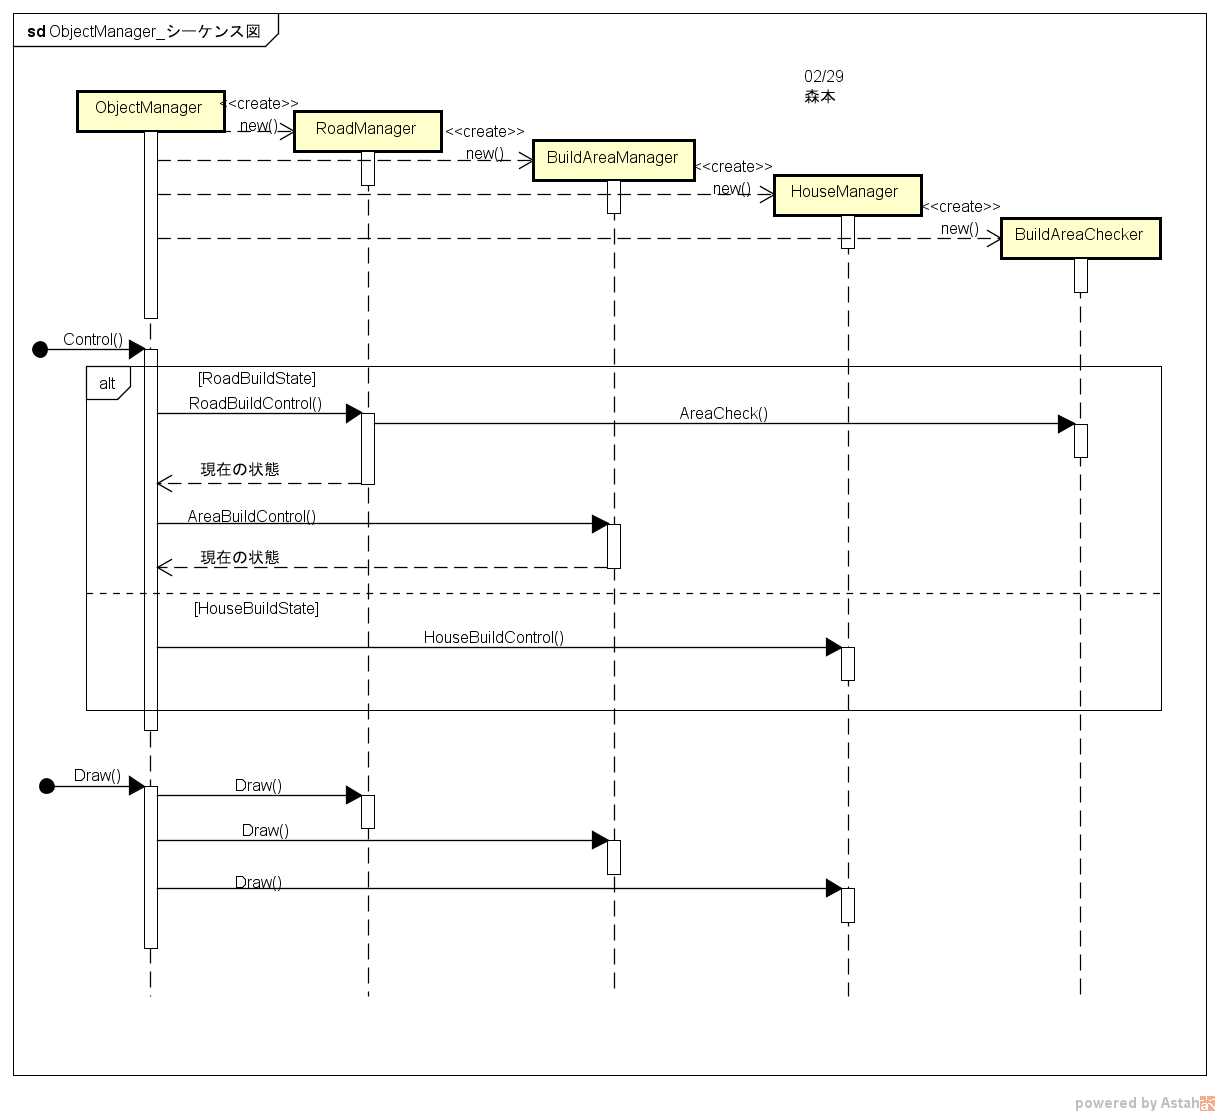 sd ObjectManager_シーケンス図
02/29
森本
ObjectManager
<<create>>
new()
RoadManager
<<create>>
new()
BuildAreaManager
<<create>>
new()
HouseManager
<<create>>
new()
BuildAreaChecker
Control()
alt
[RoadBuildState]
RoadBuildControl()
AreaCheck()
現在の状態
AreaBuildControl()
現在の状態
[HouseBuildState]
HouseBuildControl()
Draw()
Draw()
Draw()
Draw()
powered by Astah